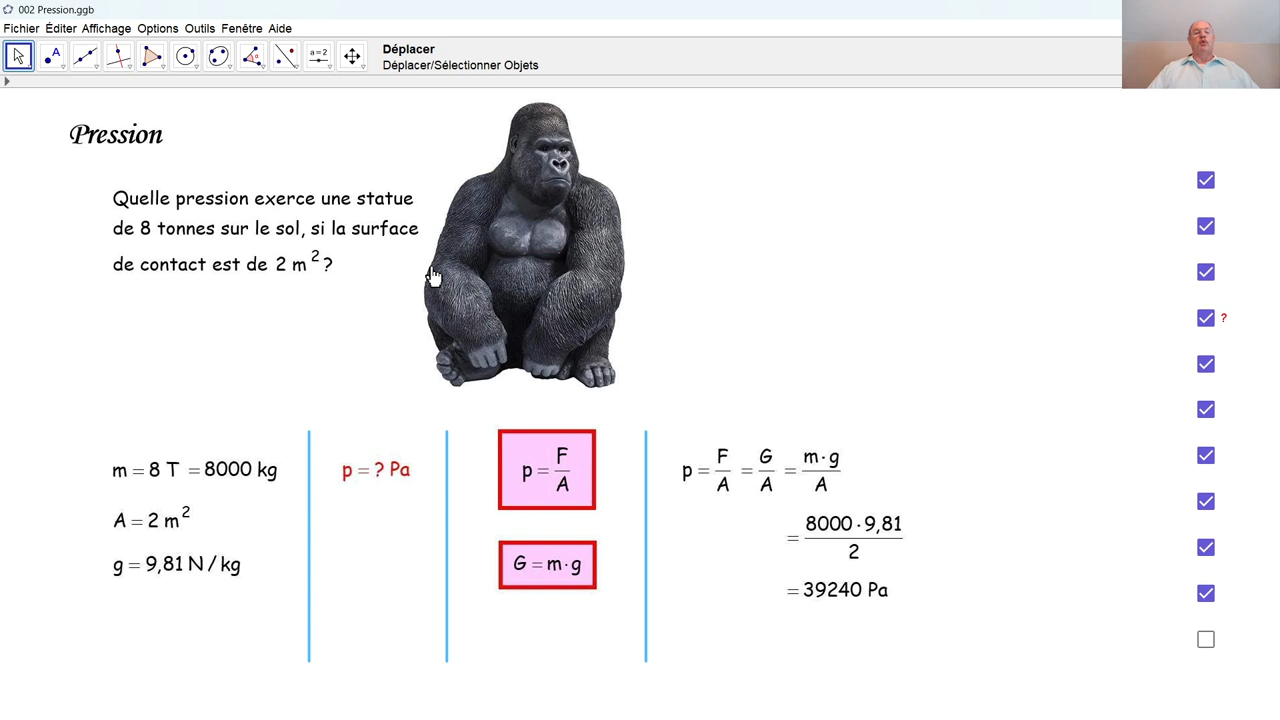 002 Pression.ggb
Fichier Éditer Affichage Options Outils Fenêtre Aide
A
a=2
Déplacer
Déplacer/Sélectionner Objets
Pression
Quelle pression exerce une statue
de 8 tonnes sur le sol, si la surface
de contact est de 2 m² ?
?
m = 8 T = 8000 kg
A = 2 m²
g = 9,81 N / kg
p = ? Pa
p = F/A
G = m·g
p = F/A = G/A = m·g/A
= 8000·9,81/2
= 39240 Pa